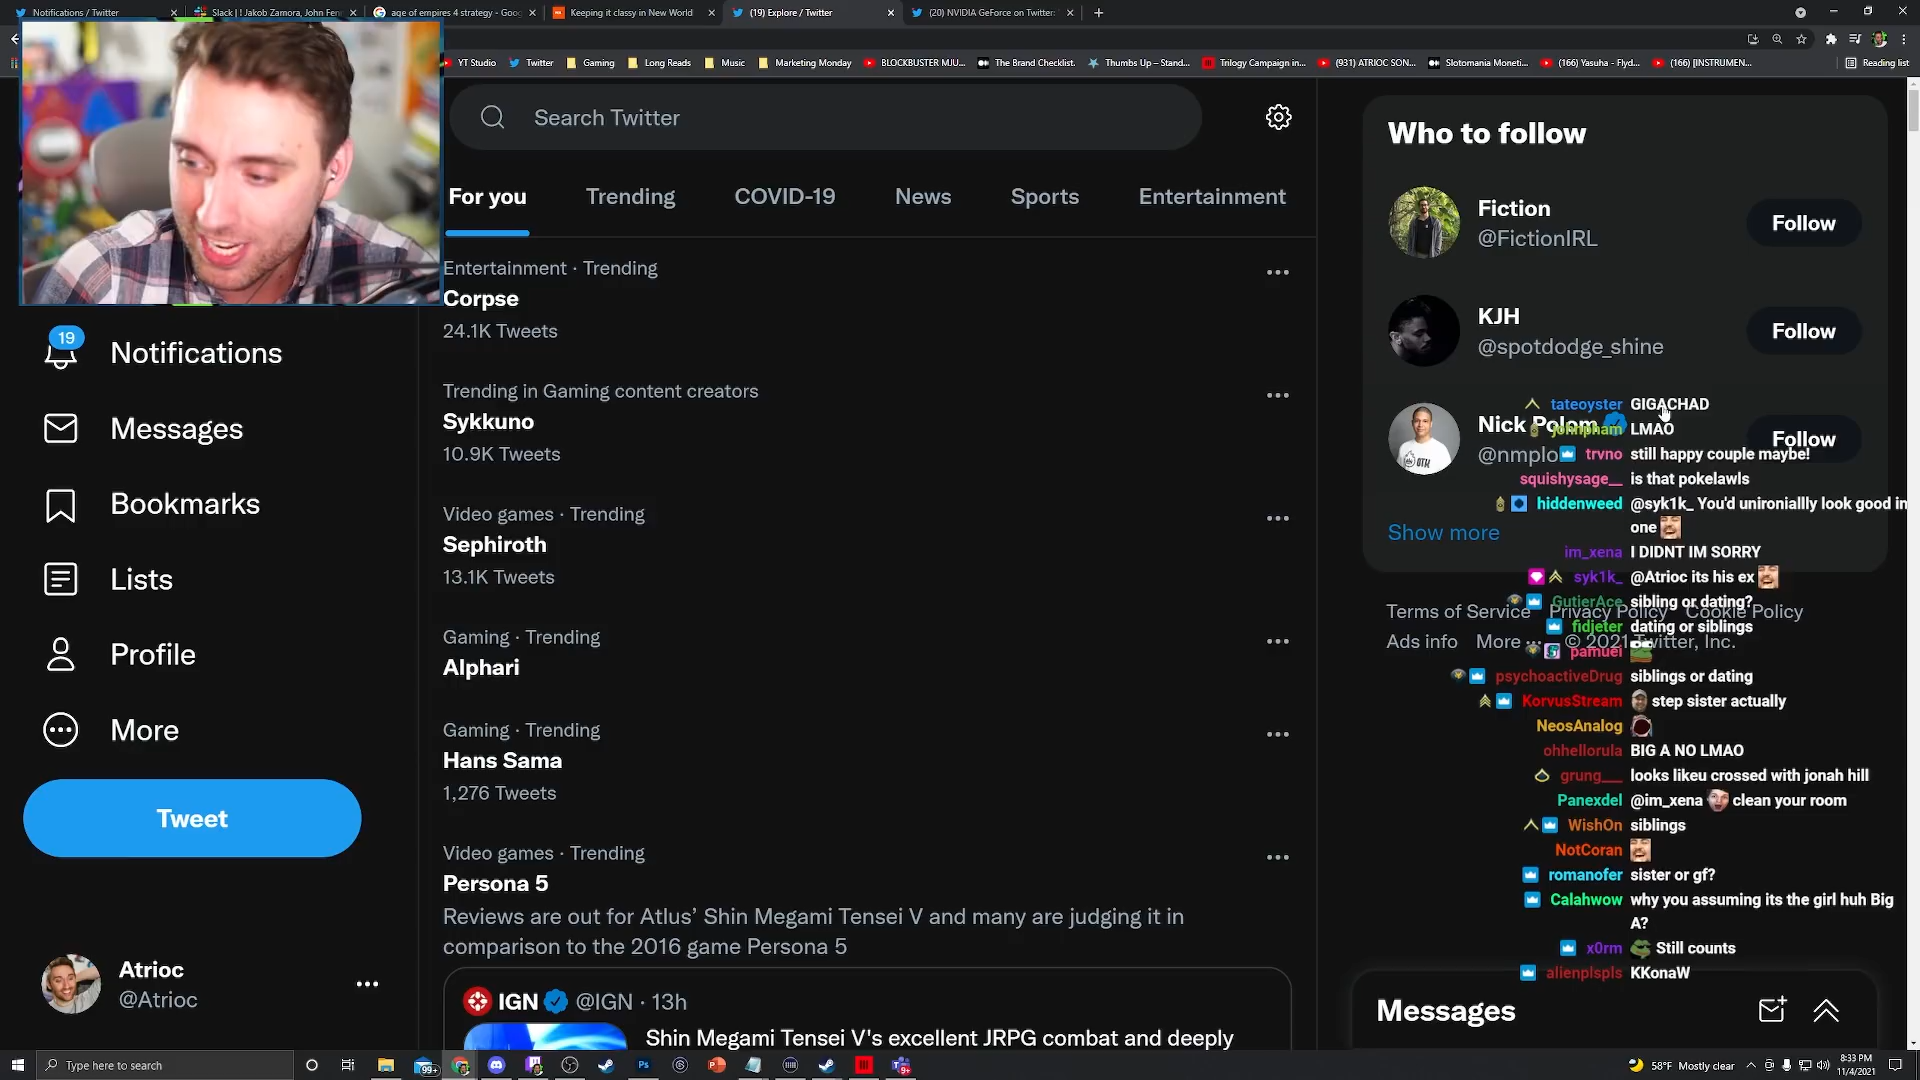 Notifications / Twitter
Slack | ! Jakob Zamora, John Fenn
age of empires 4 strategy - Goo
Keeping it classy in New World
(19) Explore / Twitter
(20) NVIDIA GeForce on Twitter:
YT Studio
Twitter
Gaming
Long Reads
Music
Marketing Monday
BLOCKBUSTER MJU...
The Brand Checklist.
Thumbs Up – Stand...
Trilogy Campaign in...
(931) ATRIOC SON...
Slotomania Moneti...
(166) Yasuha - Flyd...
(166) [INSTRUMEN...
Reading list
Search Twitter
For you
Trending
COVID-19
News
Sports
Entertainment
19
Notifications
Messages
Bookmarks
Lists
Profile
More
Tweet
Atrioc
@Atrioc
Entertainment · Trending
Corpse
24.1K Tweets
Trending in Gaming content creators
Sykkuno
10.9K Tweets
Video games · Trending
Sephiroth
13.1K Tweets
Gaming · Trending
Alphari
Gaming · Trending
Hans Sama
1,276 Tweets
Video games · Trending
Persona 5
Reviews are out for Atlus’ Shin Megami Tensei V and many are judging it in
comparison to the 2016 game Persona 5
IGN @IGN · 13h
Shin Megami Tensei V's excellent JRPG combat and deeply
Who to follow
Fiction
@FictionIRL
Follow
KJH
@spotdodge_shine
Follow
Nick Polom
@nmplo
Follow
Show more
Terms of Service Privacy Policy Cookie Policy
Ads info More ... © 2021 Twitter, Inc.
tateoyster GIGACHAD
johnpham LMAO
trvno still happy couple maybe!
squishysage__ is that pokelawls
hiddenweed @syk1k_ You'd unironiallly look good in
one
im_xena I DIDNT IM SORRY
syk1k_ @Atrioc its his ex
GutierAce sibling or dating?
fidjeter dating or siblings
pamuel
psychoactiveDrug siblings or dating
KorvusStream step sister actually
NeosAnalog
ohhellorula BIG A NO LMAO
grung___ looks likeu crossed with jonah hill
Panexdel @im_xena clean your room
WishOn siblings
NotCoran
romanofer sister or gf?
Calahwow why you assuming its the girl huh Big
A?
x0rm Still counts
alienplspls KKonaW
Messages
Type here to search
99+
9+
58°F Mostly clear
8:33 PM
11/4/2021